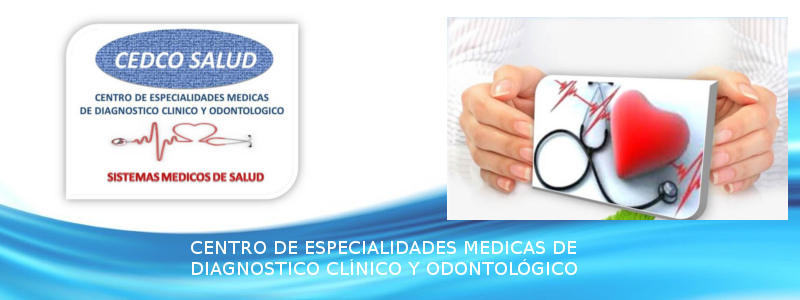 CEDCO SALUD
CENTRO DE ESPECIALIDADES MEDICAS
DE DIAGNOSTICO CLINICO Y ODONTOLOGICO
SISTEMAS MEDICOS DE SALUD
CENTRO DE ESPECIALIDADES MEDICAS DE
DIAGNOSTICO CLÍNICO Y ODONTOLÓGICO